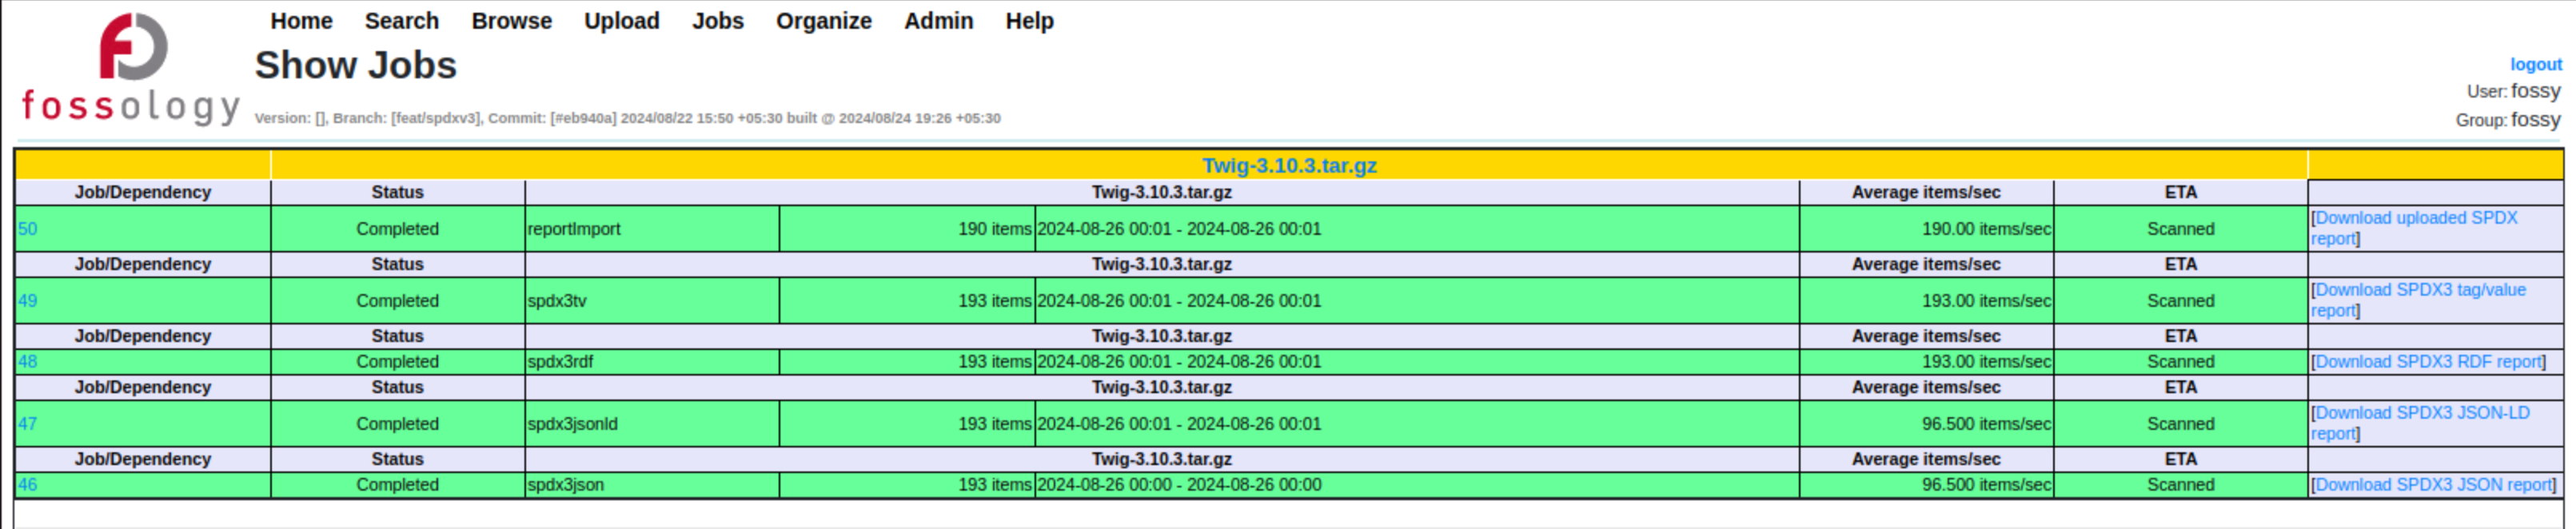 Home Search Browse Upload Jobs Organize Admin Help
fossology
Show Jobs
Version: [], Branch: [feat/spdxv3], Commit: [#eb940a] 2024/08/22 15:50 +05:30 built @ 2024/08/24 19:26 +05:30
logout
User: fossy
Group: fossy
Twig-3.10.3.tar.gz
Job/Dependency Status Twig-3.10.3.tar.gz Average items/sec ETA
50 Completed reportImport 190 items 2024-08-26 00:01 - 2024-08-26 00:01 190.00 items/sec Scanned [Download uploaded SPDX
report]
Job/Dependency Status Twig-3.10.3.tar.gz Average items/sec ETA
49 Completed spdx3tv 193 items 2024-08-26 00:01 - 2024-08-26 00:01 193.00 items/sec Scanned [Download SPDX3 tag/value
report]
Job/Dependency Status Twig-3.10.3.tar.gz Average items/sec ETA
48 Completed spdx3rdf 193 items 2024-08-26 00:01 - 2024-08-26 00:01 193.00 items/sec Scanned [Download SPDX3 RDF report]
Job/Dependency Status Twig-3.10.3.tar.gz Average items/sec ETA
47 Completed spdx3jsonld 193 items 2024-08-26 00:01 - 2024-08-26 00:01 96.500 items/sec Scanned [Download SPDX3 JSON-LD
report]
Job/Dependency Status Twig-3.10.3.tar.gz Average items/sec ETA
46 Completed spdx3json 193 items 2024-08-26 00:00 - 2024-08-26 00:00 96.500 items/sec Scanned [Download SPDX3 JSON report]